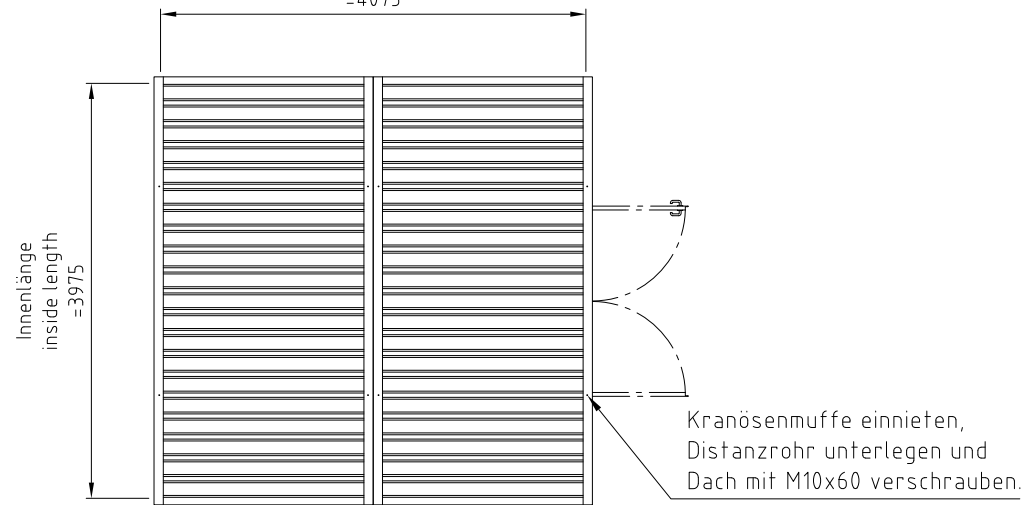 =4075
Innenlänge
inside length
=3975
Kranösenmuffe einnieten,
Distanzrohr unterlegen und
Dach mit M10x60 verschrauben.